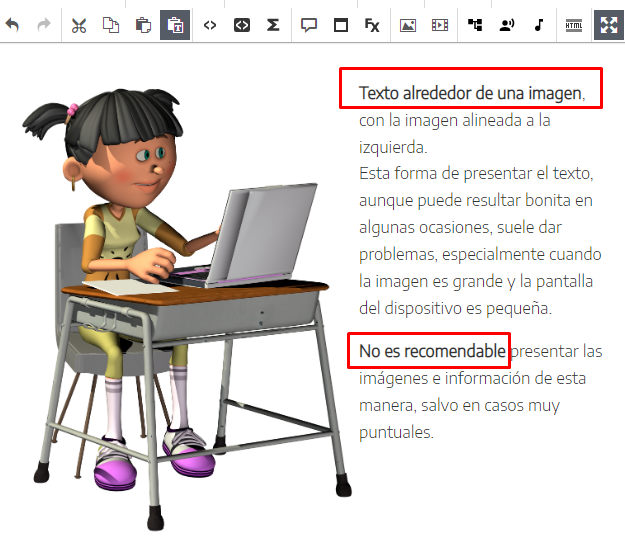 HTML
Texto alrededor de una imagen,
con la imagen alineada a la
izquierda.
Esta forma de presentar el texto,
aunque puede resultar bonita en
algunas ocasiones, suele dar
problemas, especialmente cuando
la imagen es grande y la pantalla
del dispositivo es pequeña.
No es recomendable presentar las
imágenes e información de esta
manera, salvo en casos muy
puntuales.